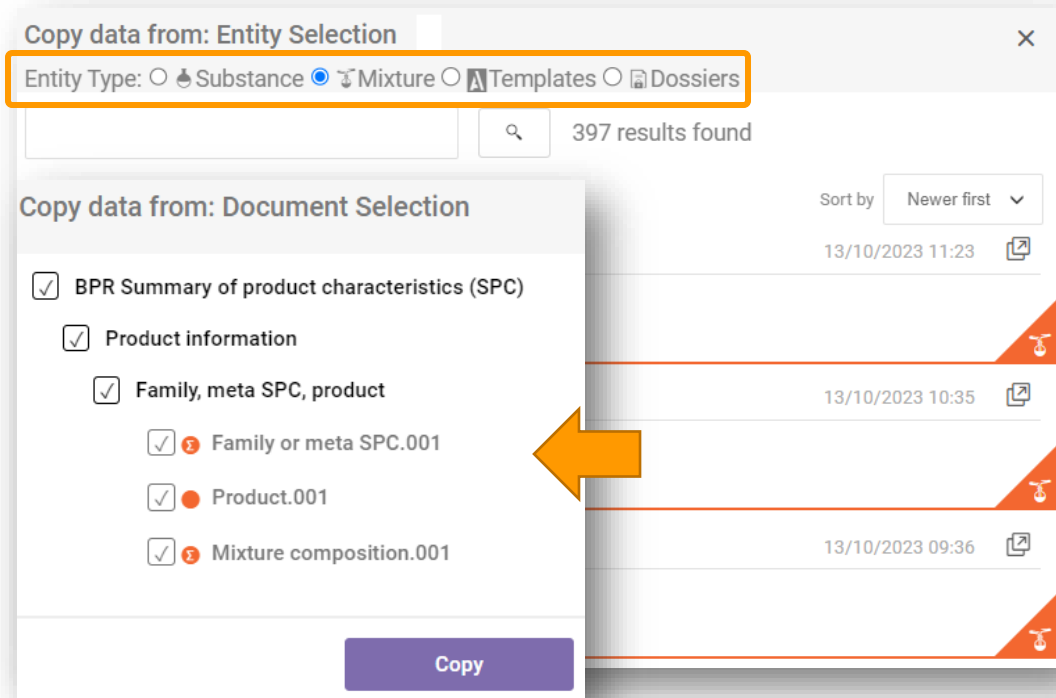 Copy data from: Entity Selection
Entity Type: Substance Mixture Templates Dossiers
397 results found
Sort by Newer first
13/10/2023 11:23
13/10/2023 10:35
13/10/2023 09:36
Copy data from: Document Selection
BPR Summary of product characteristics (SPC)
Product information
Family, meta SPC, product
Σ Family or meta SPC.001
Product.001
Σ Mixture composition.001
Copy